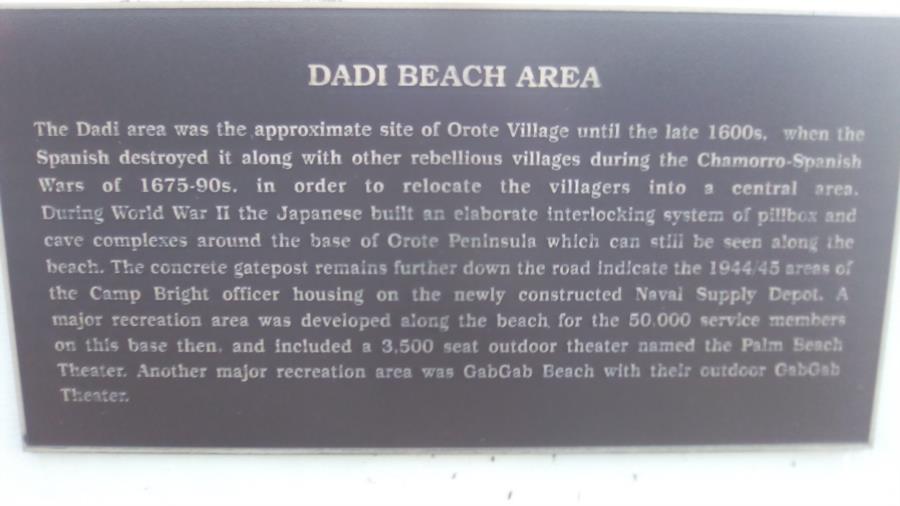 DADI BEACH AREA
The Dadi area was the approximate site of Orote Village until the late 1600s, when the
Spanish destroyed it along with other rebellious villages during the Chamorro-Spanish
Wars of 1675-90s, in order to relocate the villagers into a central area.
During World War II the Japanese built an elaborate interlocking system of pillbox and
cave complexes around the base of Orote Peninsula which can still be seen along the
beach. The concrete gatepost remains further down the road indicate the 1944/45 areas of
the Camp Bright officer housing on the newly constructed Naval Supply Depot. A
major recreation area was developed along the beach for the 50,000 service members
on this base then, and included a 3,500 seat outdoor theater named the Palm Beach
Theater. Another major recreation area was GabGab Beach with their outdoor GabGab
Theater.